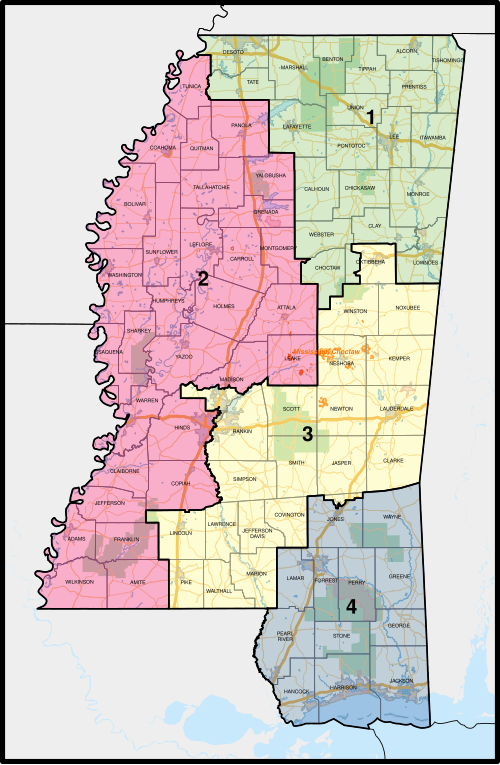 DESOTO
MARSHALL
BENTON
TIPPAH
ALCORN
TISHOMINGO
PRENTISS
TUNICA
TATE
UNION
1
PANOLA
LAFAYETTE
LEE
ITAWAMBA
PONTOTOC
COAHOMA
QUITMAN
YALOBUSHA
TALLAHATCHIE
CALHOUN
CHICKASAW
MONROE
BOLIVAR
GRENADA
CLAY
WEBSTER
SUNFLOWER
LEFLORE
MONTGOMERY
CARROLL
CHOCTAW
OKTIBBEHA
LOWNDES
WASHINGTON
2
HUMPHREYS
HOLMES
ATTALA
WINSTON
NOXUBEE
SHARKEY
ISSAQUENA
YAZOO
LEAKE
Mississippi Choctaw
NESHOBA
KEMPER
MADISON
WARREN
HINDS
RANKIN
SCOTT
NEWTON
LAUDERDALE
3
SMITH
JASPER
CLARKE
CLAIBORNE
COPIAH
SIMPSON
JEFFERSON
LAWRENCE
COVINGTON
JONES
WAYNE
ADAMS
FRANKLIN
LINCOLN
JEFFERSON
DAVIS
WILKINSON
AMITE
PIKE
WALTHALL
MARION
LAMAR
FORREST
PERRY
GREENE
4
PEARL
RIVER
STONE
GEORGE
HANCOCK
HARRISON
JACKSON